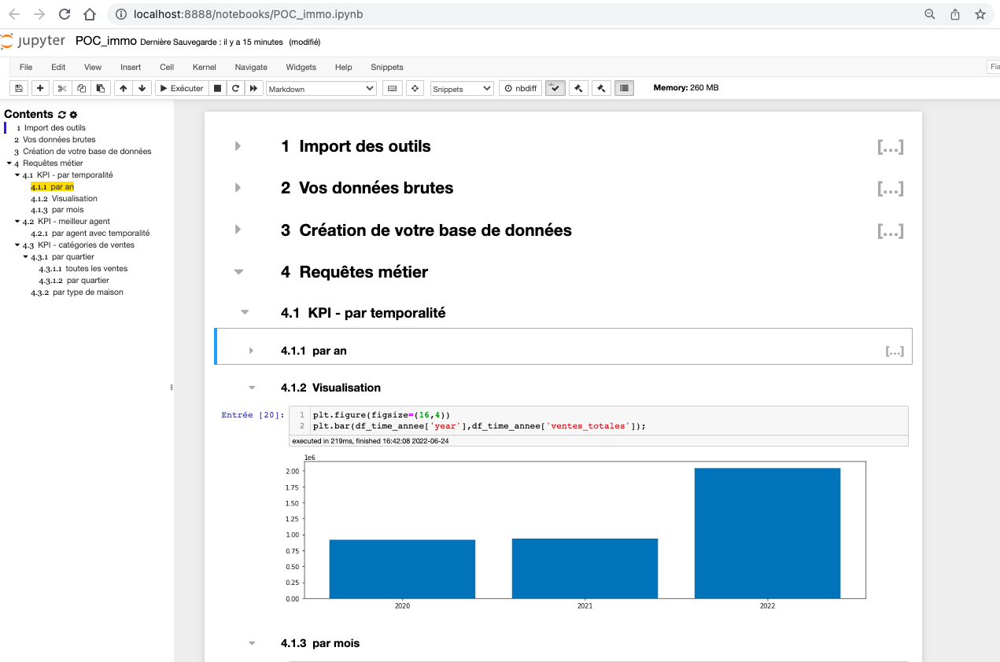 localhost:8888/notebooks/POC_immo.ipynb
jupyter POC_immo Dernière Sauvegarde : il y a 15 minutes (modifié)
File Edit View Insert Cell Kernel Navigate Widgets Help Snippets
Exécuter Markdown Snippets nbdiff Memory: 260 MB
Contents
1 Import des outils
2 Vos données brutes
3 Création de votre base de données
4 Requêtes métier
4.1 KPI - par temporalité
4.1.1 par an
4.1.2 Visualisation
4.1.3 par mois
4.2 KPI - meilleur agent
4.2.1 par agent avec temporalité
4.3 KPI - catégories de ventes
4.3.1 par quartier
4.3.1.1 toutes les ventes
4.3.1.2 par quartier
4.3.2 par type de maison
1 Import des outils [...]
2 Vos données brutes [...]
3 Création de votre base de données [...]
4 Requêtes métier
4.1 KPI - par temporalité
4.1.1 par an [...]
4.1.2 Visualisation
Entrée [20]:
1 plt.figure(figsize=(16,4))
2 plt.bar(df_time_annee['year'],df_time_annee['ventes_totales']);
executed in 219ms, finished 16:42:08 2022-06-24
1e6
2.00
1.75
1.50
1.25
1.00
0.75
0.50
0.25
0.00
2020 2021 2022
4.1.3 par mois